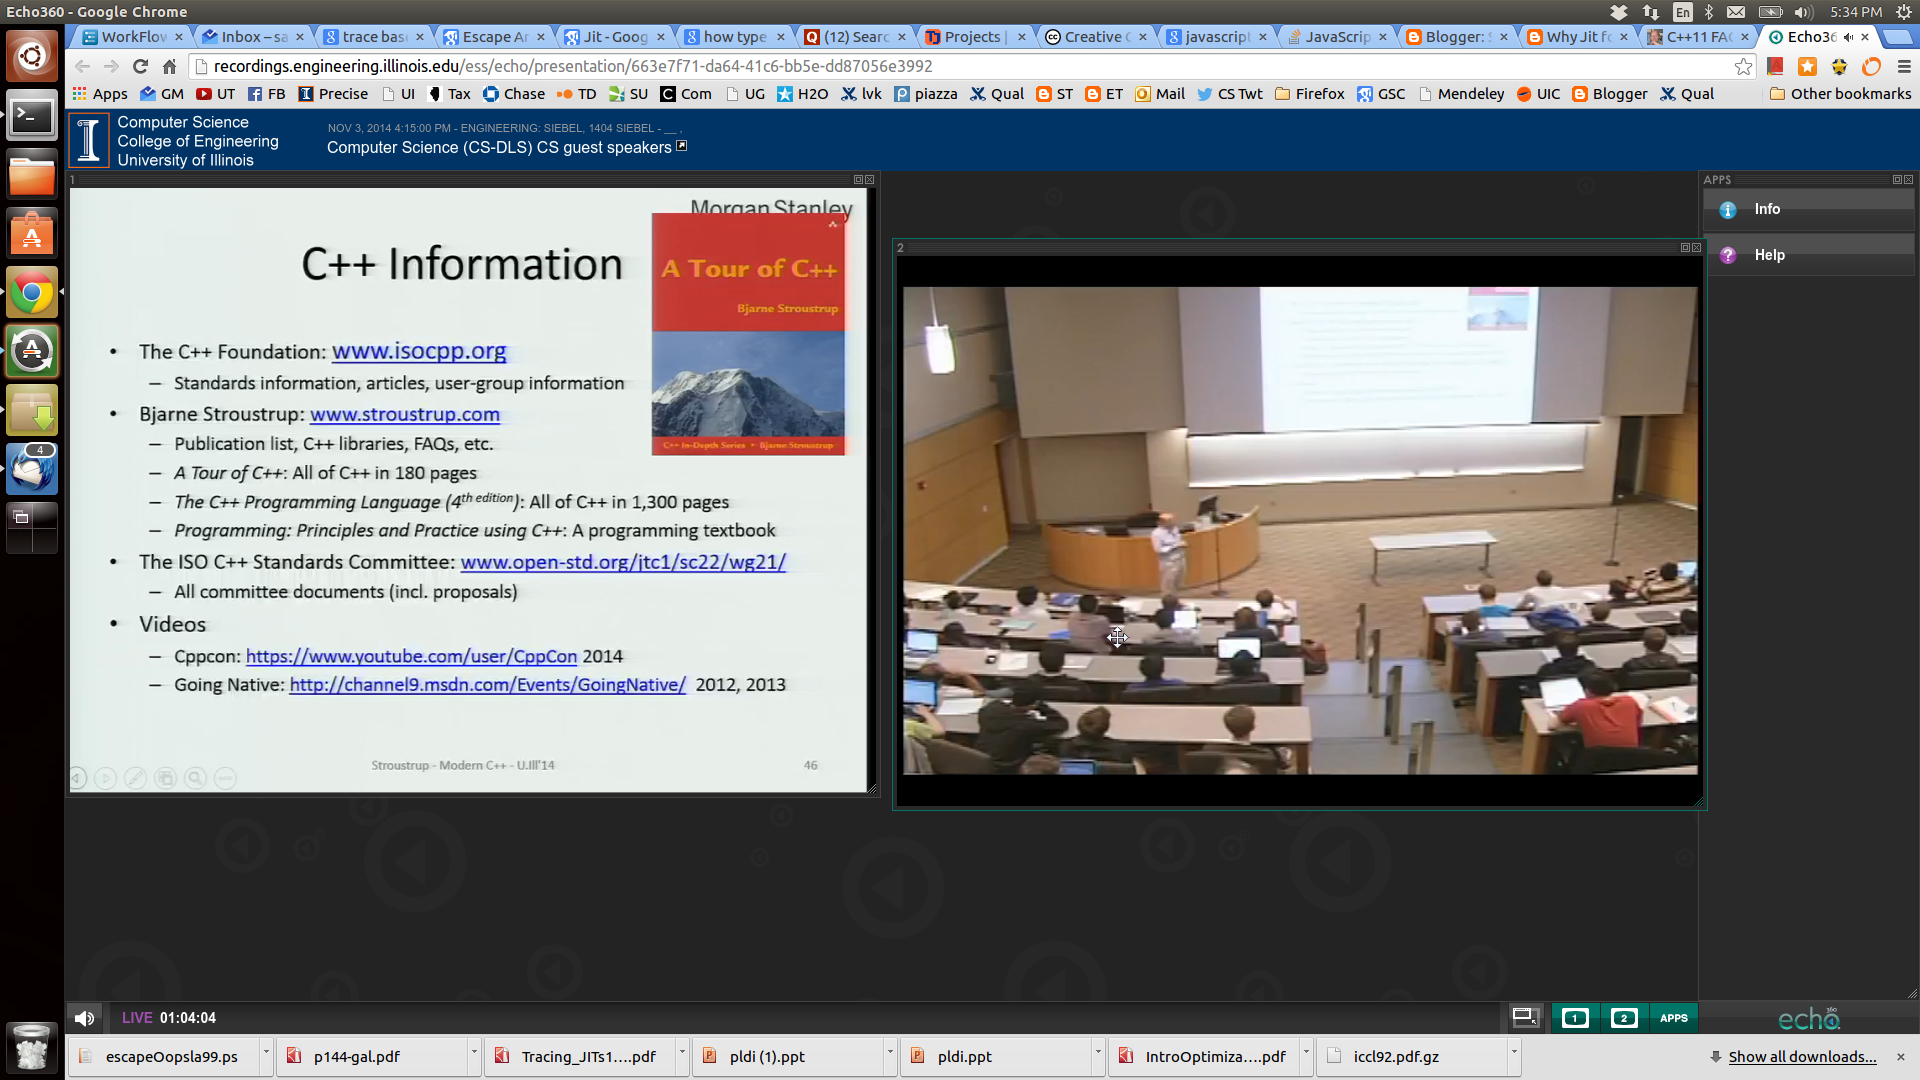 Echo360 - Google Chrome
En
5:34 PM
WorkFlow
Inbox – sa
trace base
Escape An
Jit - Goog
how type
(12) Searc
Projects |
Creative C
javascript
JavaScrip
Blogger: S
Why Jit fo
C++11 FAQ
Echo36
recordings.engineering.illinois.edu/ess/echo/presentation/663e7f71-da64-41c6-bb5e-dd87056e3992
Apps GM UT FB Precise UI Tax Chase TD SU Com UG H2O lvk piazza Qual ST ET Mail CS Twt Firefox GSC Mendeley UIC Blogger Qual Other bookmarks
Computer Science
College of Engineering
University of Illinois
NOV 3, 2014 4:15:00 PM - ENGINEERING: SIEBEL, 1404 SIEBEL - __ ,
Computer Science (CS-DLS) CS guest speakers
1
Morgan Stanley
C++ Information
A Tour of C++
Bjarne Stroustrup
C++ In-Depth Series • Bjarne Stroustrup
• The C++ Foundation: www.isocpp.org
– Standards information, articles, user-group information
• Bjarne Stroustrup: www.stroustrup.com
– Publication list, C++ libraries, FAQs, etc.
– A Tour of C++: All of C++ in 180 pages
– The C++ Programming Language (4th edition): All of C++ in 1,300 pages
– Programming: Principles and Practice using C++: A programming textbook
• The ISO C++ Standards Committee: www.open-std.org/jtc1/sc22/wg21/
– All committee documents (incl. proposals)
• Videos
– Cppcon: https://www.youtube.com/user/CppCon 2014
– Going Native: http://channel9.msdn.com/Events/GoingNative/ 2012, 2013
Stroustrup - Modern C++ - U.Ill'14
46
2
APPS
Info
Help
4
LIVE 01:04:04
1
2
APPS
echo360
escapeOopsla99.ps
p144-gal.pdf
Tracing_JITs1....pdf
pldi (1).ppt
pldi.ppt
IntroOptimiza....pdf
iccl92.pdf.gz
Show all downloads...